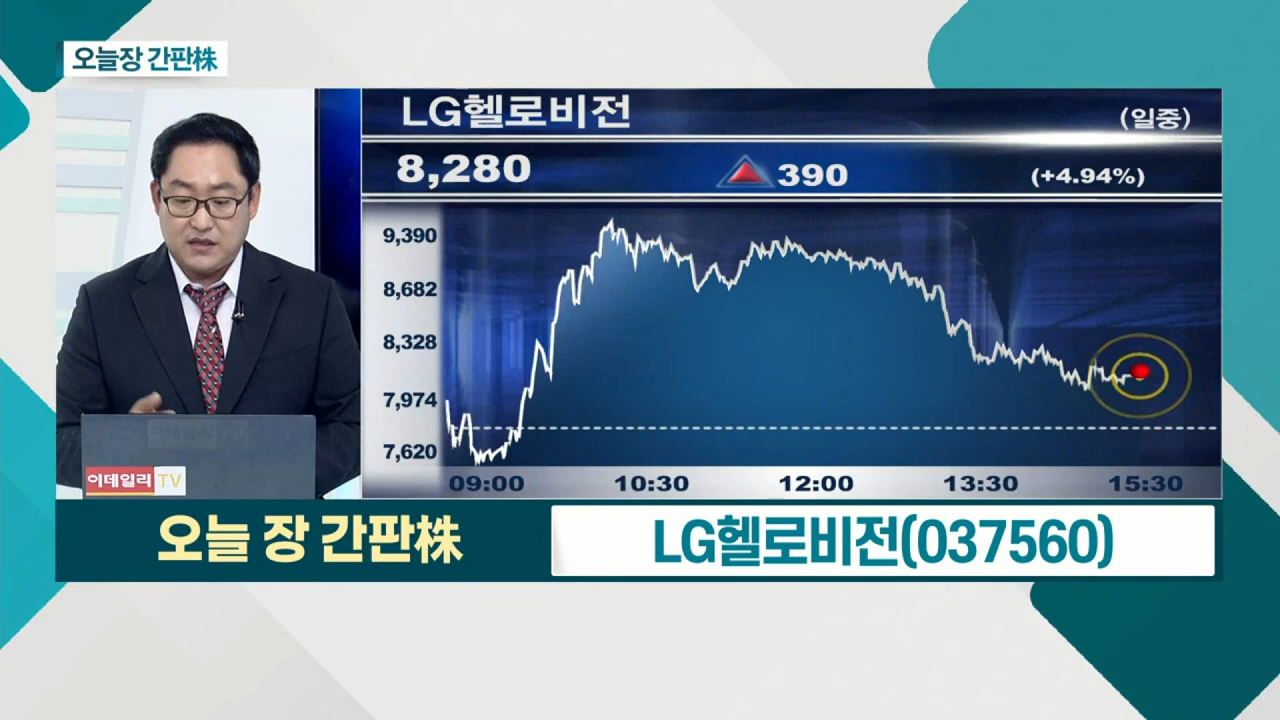 오늘장 간판株
LG헬로비전
(일중)
8,280
390
(+4.94%)
9,390
8,682
8,328
7,974
7,620
09:00 10:30 12:00 13:30 15:30
이데일리 TV
오늘 장 간판株
LG헬로비전(037560)